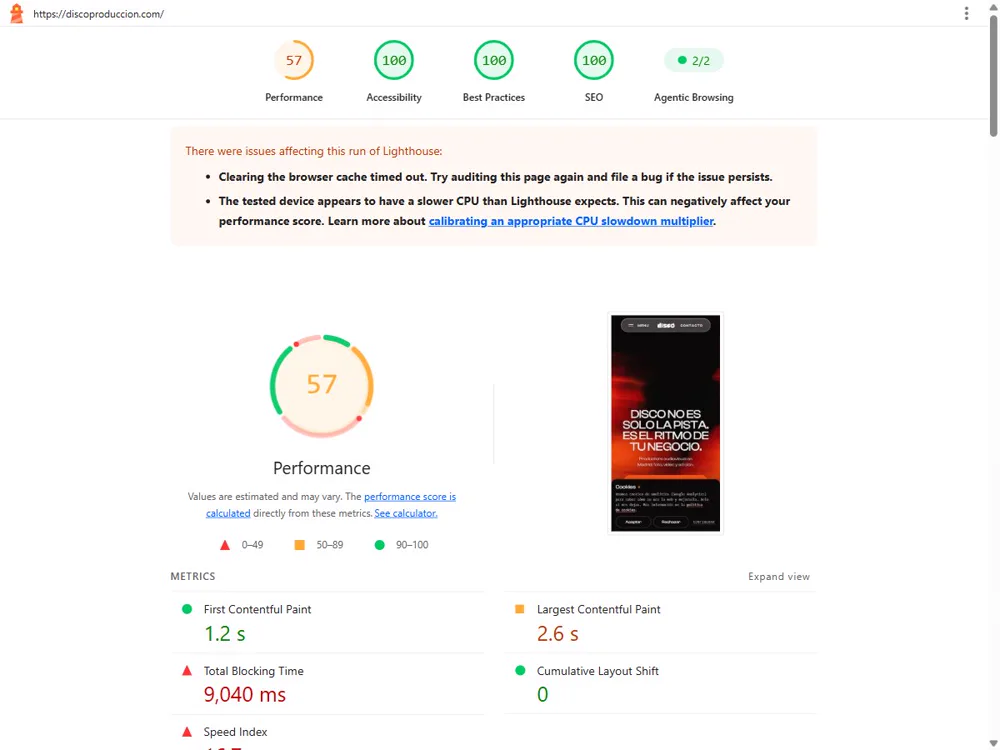 https://discoproduccion.com/
57
100
100
100
2/2
Performance
Accessibility
Best Practices
SEO
Agentic Browsing
There were issues affecting this run of Lighthouse:
• Clearing the browser cache timed out. Try auditing this page again and file a bug if the issue persists.
• The tested device appears to have a slower CPU than Lighthouse expects. This can negatively affect your
performance score. Learn more about calibrating an appropriate CPU slowdown multiplier.
57
Performance
Values are estimated and may vary. The performance score is
calculated directly from these metrics. See calculator.
0–49
50–89
90–100
MENU
disco
CONTACTO
DISCO NO ES
SOLO LA PISTA.
ES EL RITMO DE
TU NEGOCIO.
Cookies
Aceptar
Rechazar
METRICS
Expand view
First Contentful Paint
1.2 s
Largest Contentful Paint
2.6 s
Total Blocking Time
9,040 ms
Cumulative Layout Shift
0
Speed Index